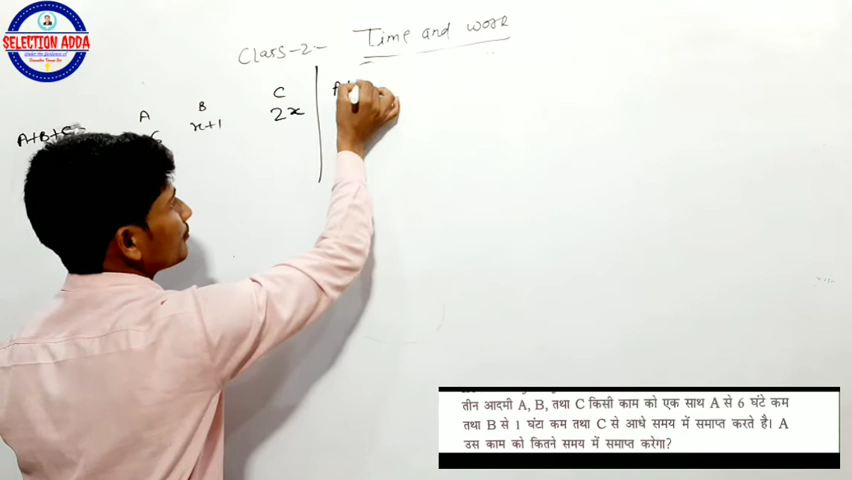 SELECTION ADDA
Class-2- Time and work
A+B+C=
A
B
x+1
C
2x
तीन आदमी A, B, तथा C किसी काम को एक साथ A से 6 घंटे कम
तथा B से 1 घंटा कम तथा C से आधे समय में समाप्त करते है। A
उस काम को कितने समय में समाप्त करेगा?